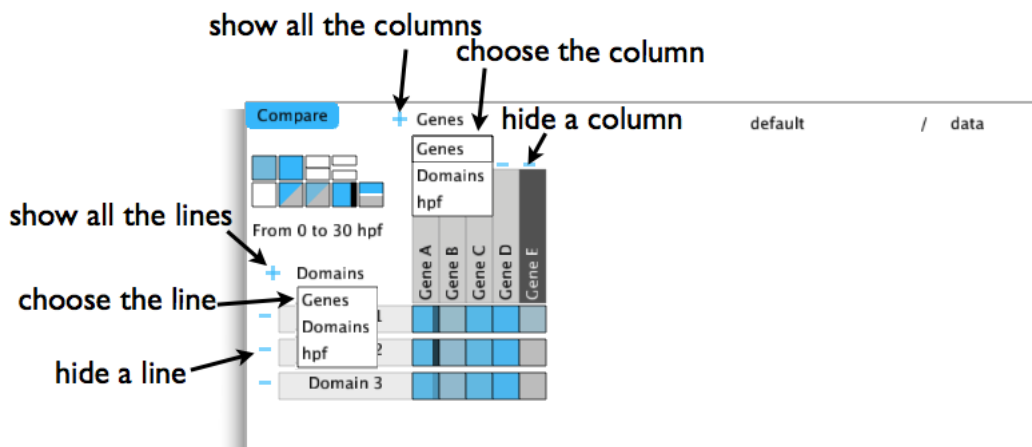 show all the columns
choose the column
Compare
Genes
hide a column
default / data
Genes
Domains
hpf
show all the lines
From 0 to 30 hpf
Gene A
Gene B
Gene C
Gene D
Gene E
Domains
choose the line
Genes
1
Domains
hpf
2
hide a line
Domain 3